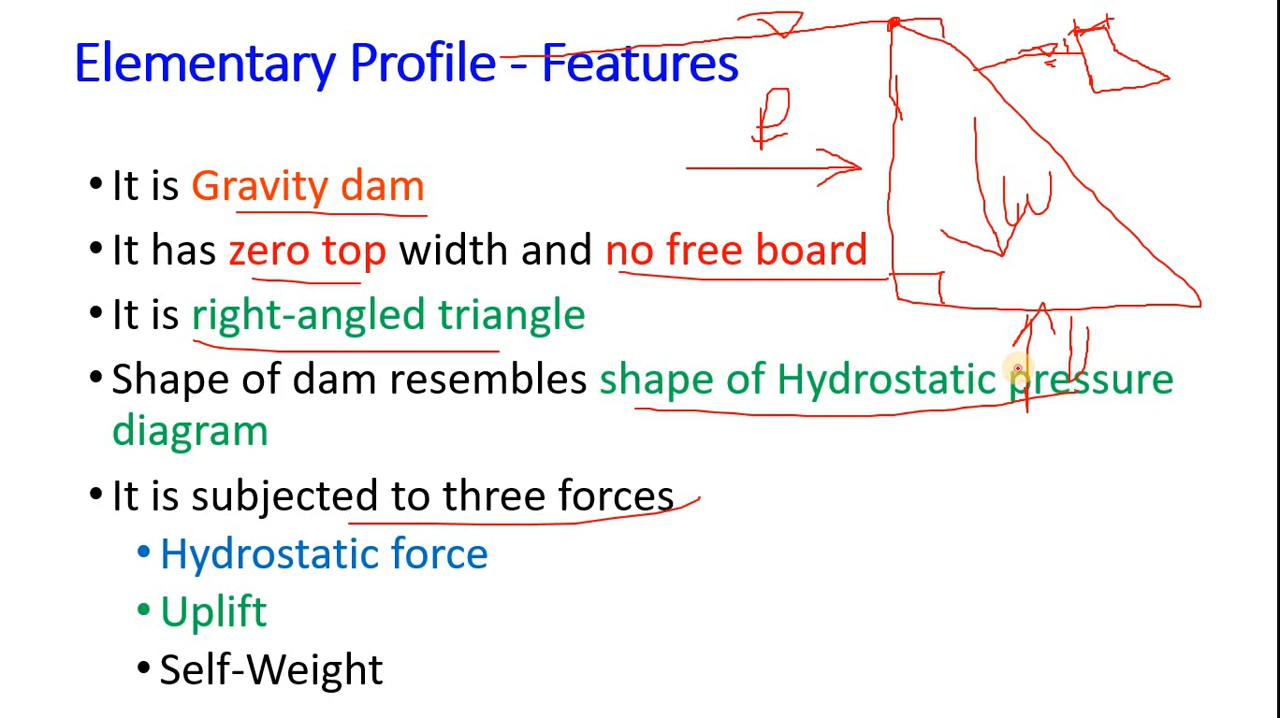 Elementary Profile - Features
P
W
• It is Gravity dam
• It has zero top width and no free board
• It is right-angled triangle
U
• Shape of dam resembles shape of Hydrostatic pressure
diagram
• It is subjected to three forces
• Hydrostatic force
• Uplift
• Self-Weight